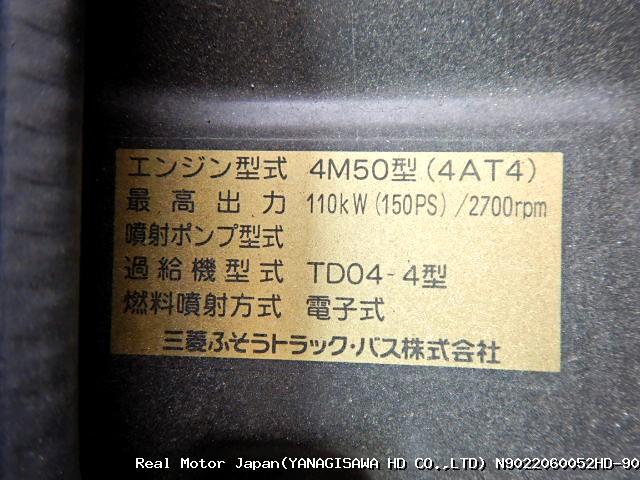 エンジン型式 4M50型(4AT4)
最高出力 110kW(150PS)/2700rpm
噴射ポンプ型式
過給機型式 TD04-4型
燃料噴射方式 電子式
三菱ふそうトラック・バス株式会社
Real Motor Japan(YANAGISAWA HD CO.,LTD) N9022060052HD-90